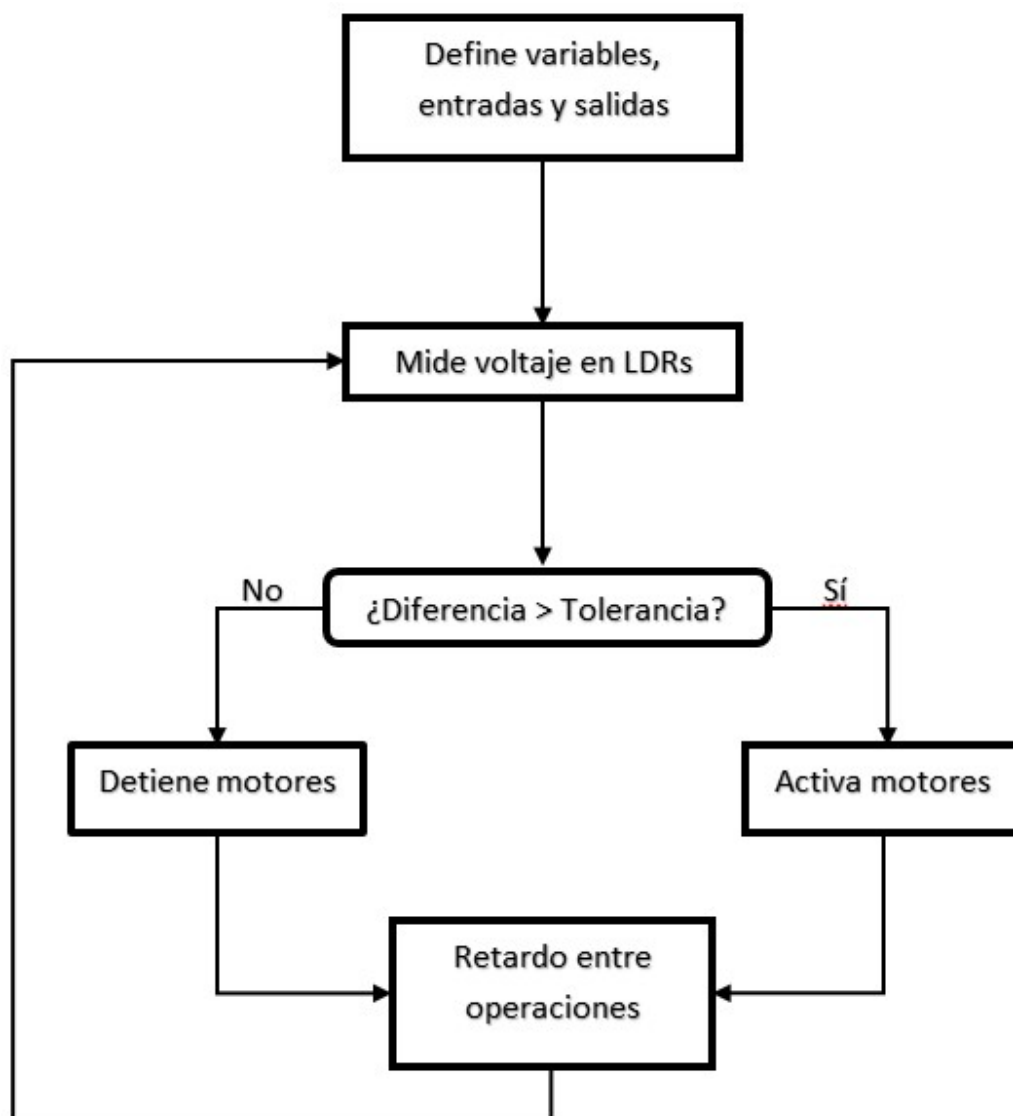 Define variables,
entradas y salidas
Mide voltaje en LDRs
No
¿Diferencia > Tolerancia?
Sí
Detiene motores
Activa motores
Retardo entre
operaciones